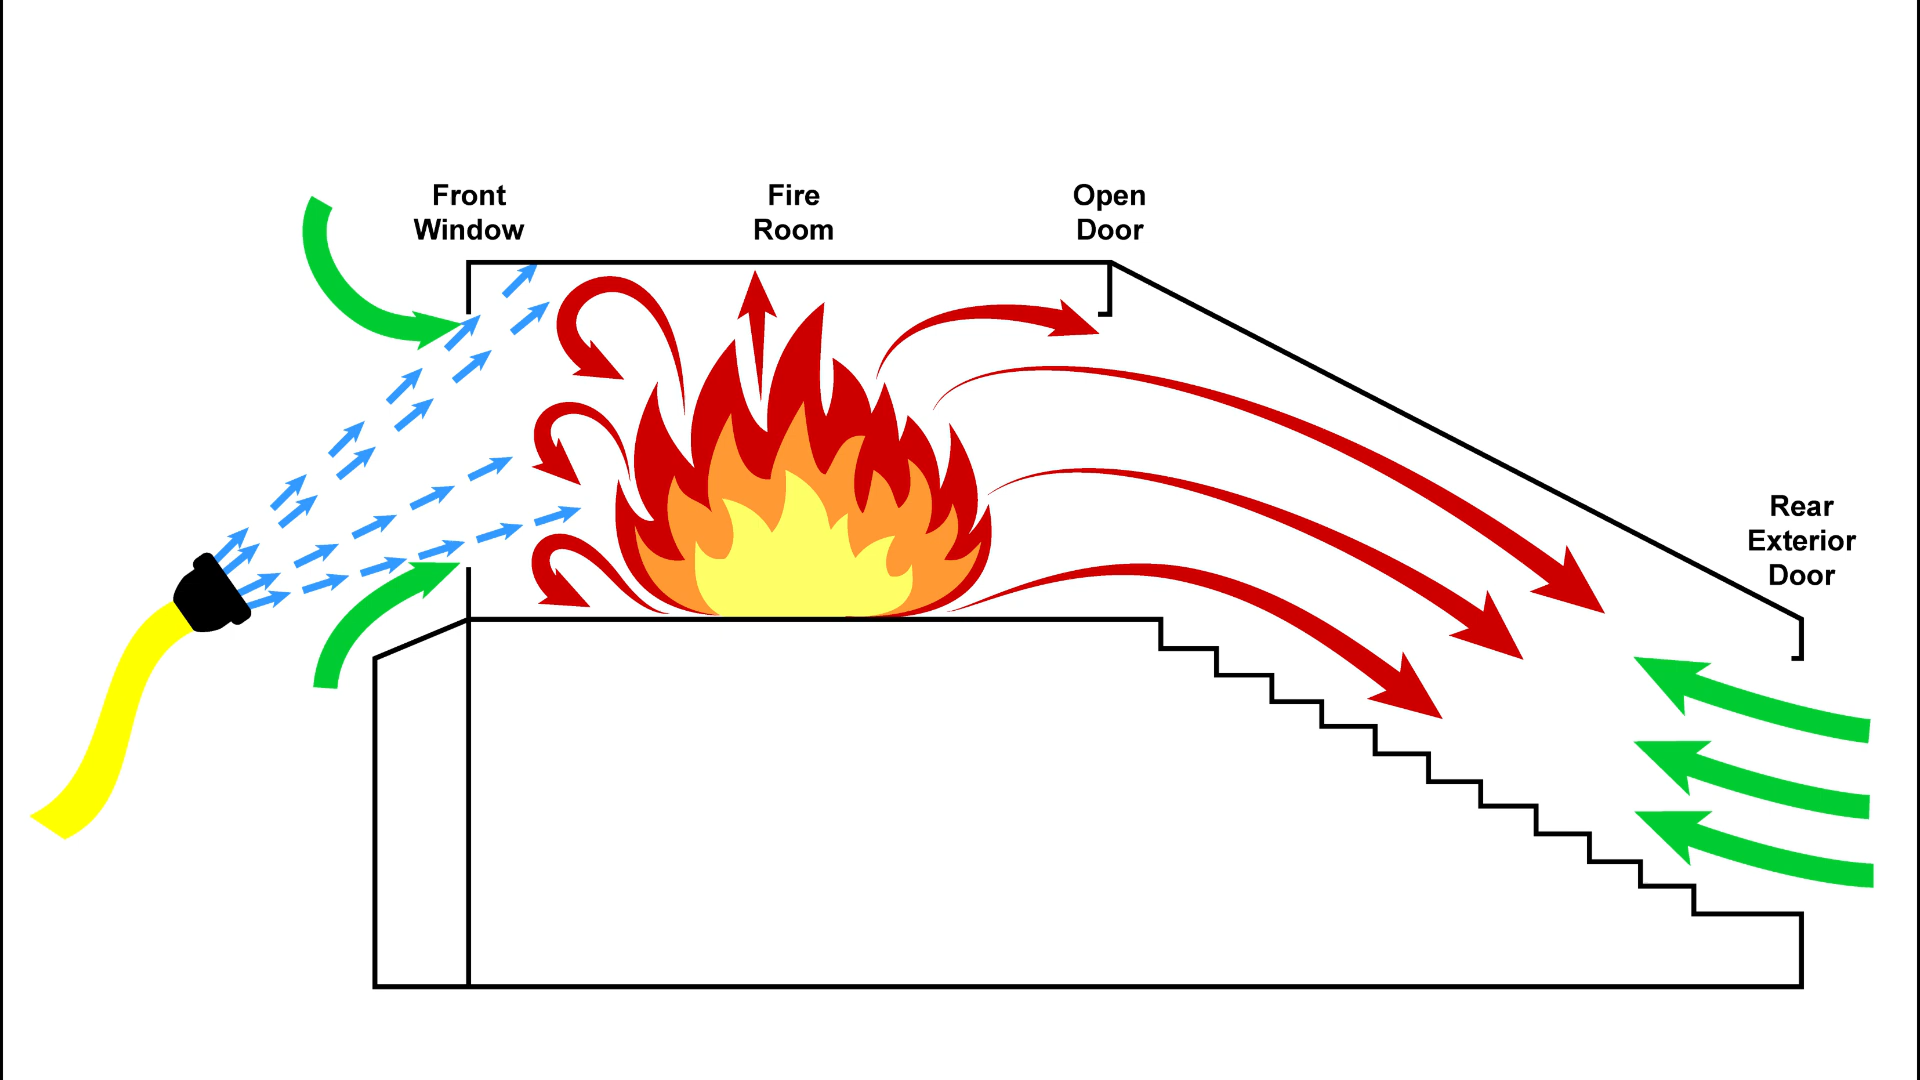 Front
Window
Fire
Room
Open
Door
Rear
Exterior
Door